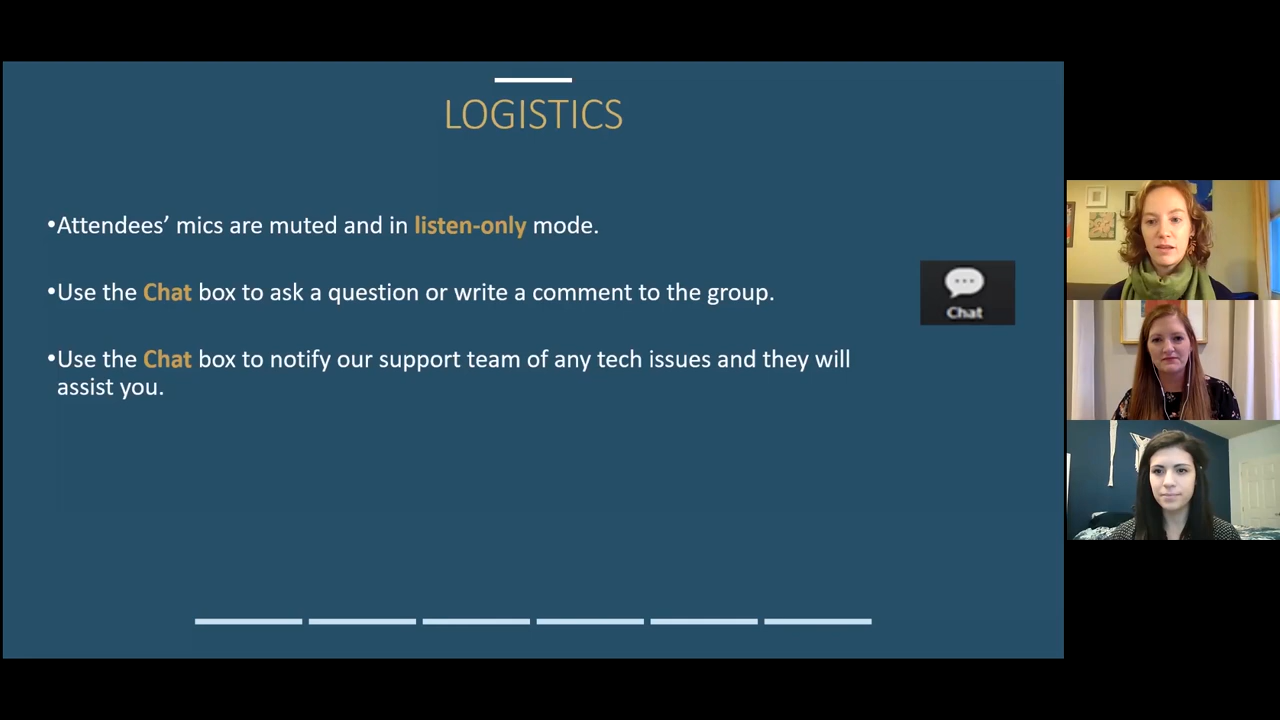 LOGISTICS
•Attendees’ mics are muted and in listen-only mode.
•Use the Chat box to ask a question or write a comment to the group.
Chat
•Use the Chat box to notify our support team of any tech issues and they will
assist you.